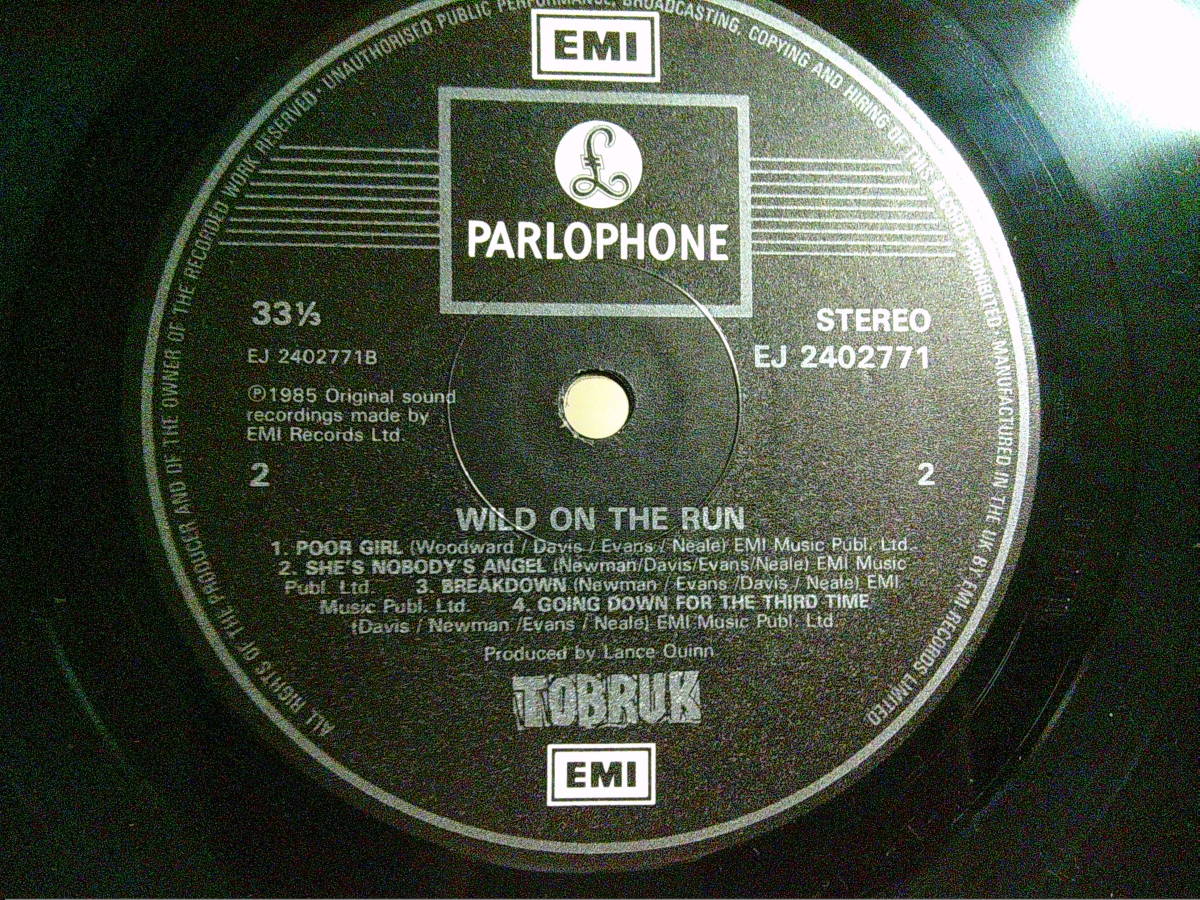 ALL RIGHTS OF THE PRODUCER AND OF THE OWNER OF THE RECORDED WORK RESERVED · UNAUTHORISED PUBLIC PERFORMANCE, BROADCASTING, COPYING AND HIRING OF THIS RECORD PROHIBITED · MANUFACTURED IN THE UK BY EMI RECORDS LIMITED
EMI
£
PARLOPHONE
33⅓
STEREO
EJ 2402771B
EJ 2402771
℗1985 Original sound
recordings made by
EMI Records Ltd.
2
2
WILD ON THE RUN
1. POOR GIRL (Woodward / Davis / Evans / Neale) EMI Music Publ. Ltd.
2. SHE'S NOBODY'S ANGEL (Newman/Davis/Evans/Neale) EMI Music
Publ. Ltd. 3. BREAKDOWN (Newman / Evans /Davis / Neale) EMI
Music Publ. Ltd. 4. GOING DOWN FOR THE THIRD TIME
(Davis / Newman /Evans / Neale) EMI Music Publ. Ltd
Produced by Lance Quinn
TOBRUK
EMI